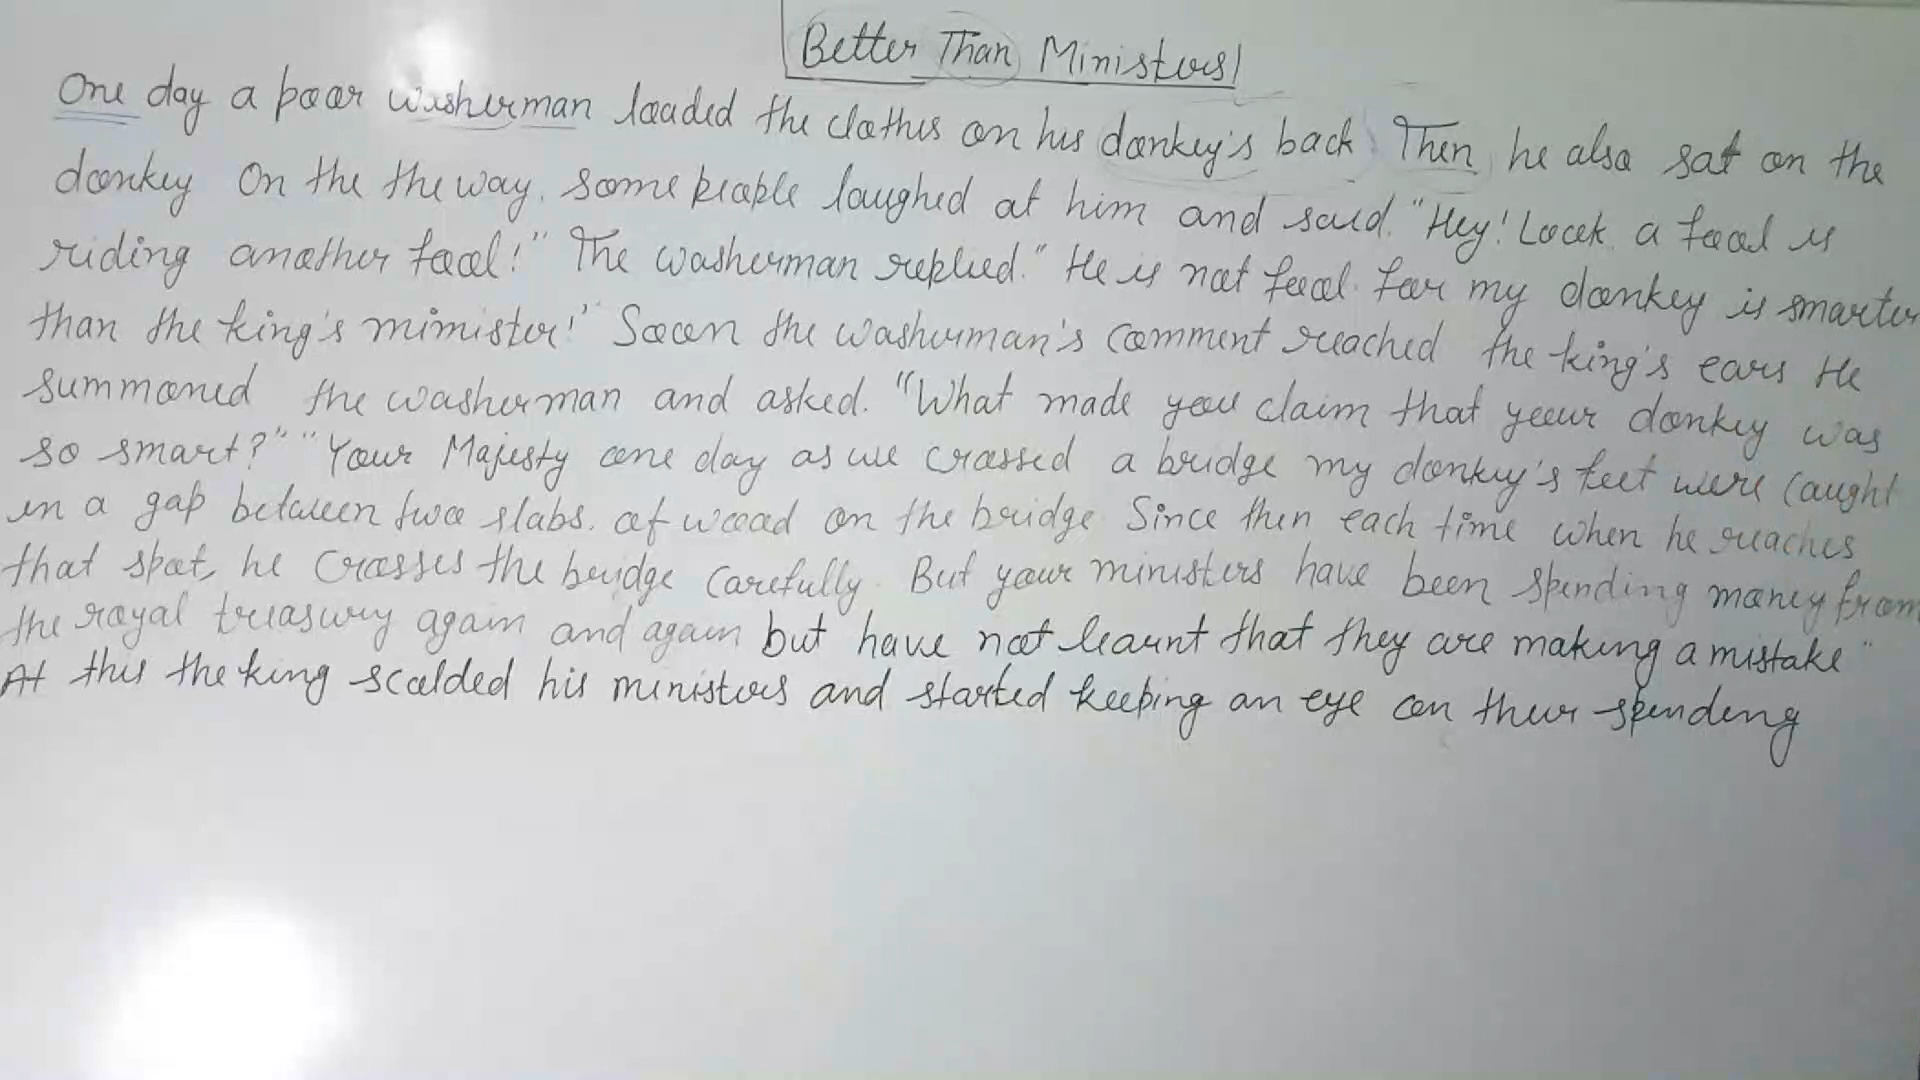 Better Than Ministers
One day a poor washerman loaded the clothes on his donkey's back Then he also sat on the
donkey On the the way. some people laughed at him and said. "Hey! Look a fool is
riding another fool!" The washerman replied." He is not fool. for my donkey is smarter
than the king's mimister!" Soon the washerman's comment reached the king's ears He
summoned the washerman and asked. "What made you claim that your donkey was
so smart?" "Your Majesty one day as we crossed a bridge my donkey's feet were caught
in a gap between two slabs. of wood on the bridge Since then each time when he reaches
that spot, he crosses the bridge carefully. But your ministers have been spending money from
the royal treasury again and again but have not learnt that they are making a mistake"
At this the king scolded his ministers and started keeping an eye on their spending